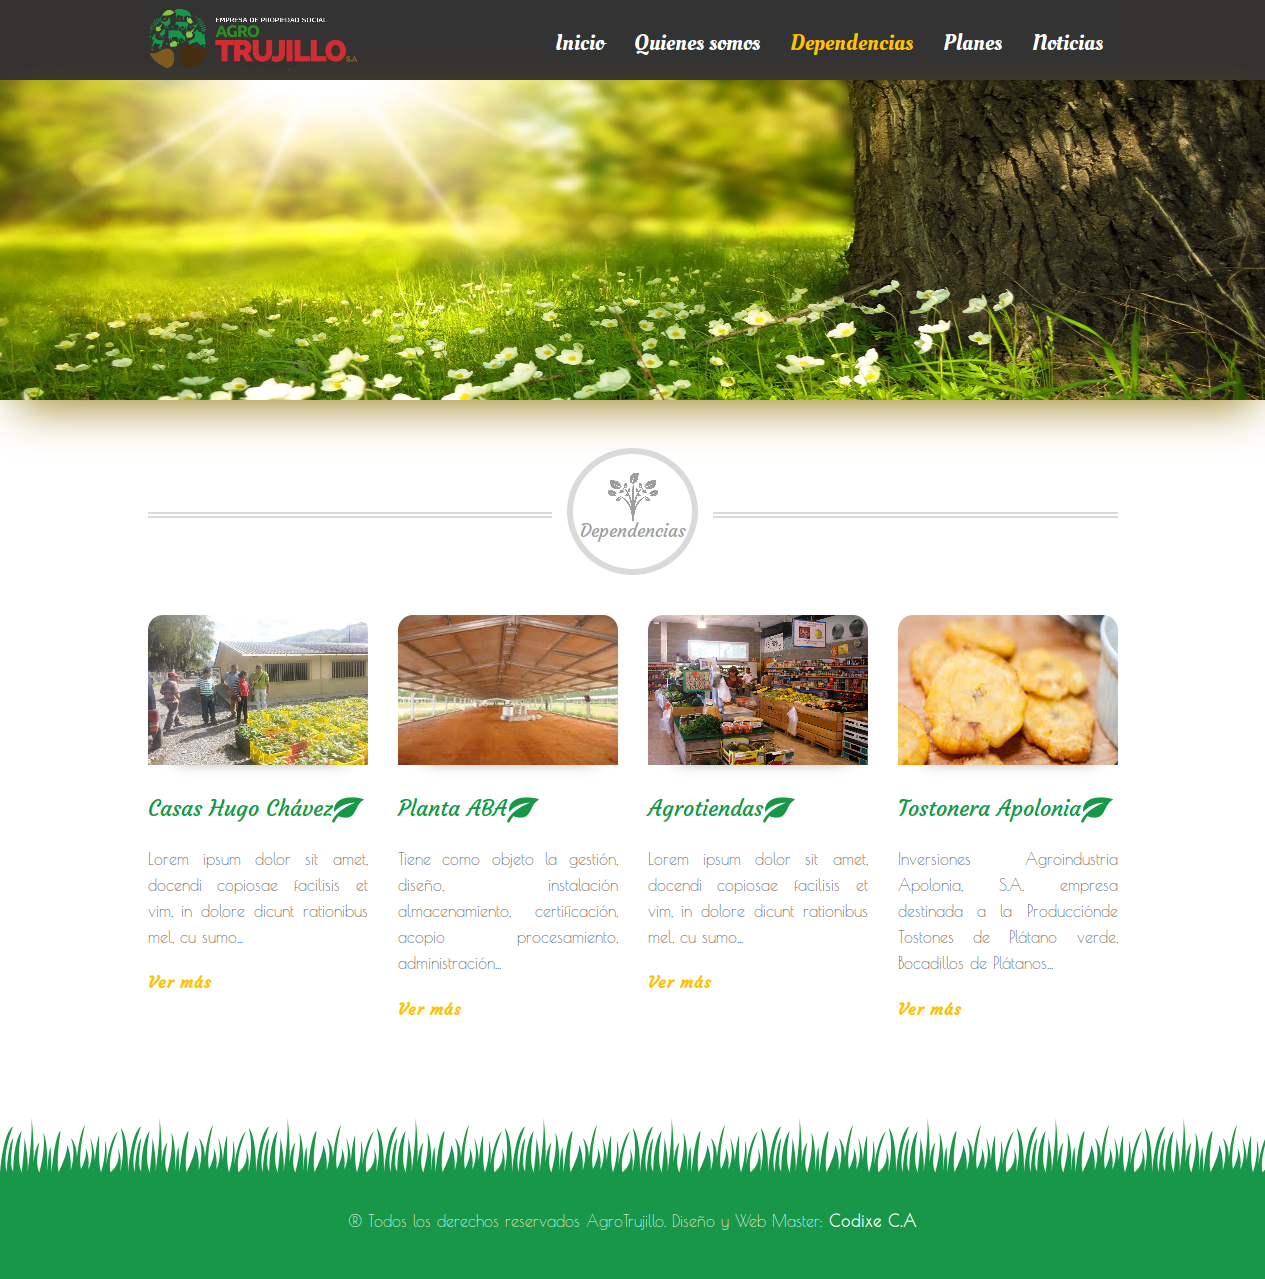 EMPRESA DE PROPIEDAD SOCIAL
AGRO
TRUJILLO S.A
Inicio Quienes somos Dependencias Planes Noticias
Dependencias
Casas Hugo Chávez
Lorem ipsum dolor sit amet,
docendi copiosae facilisis et
vim, in dolore dicunt rationibus
mel, cu sumo...
Ver más
Planta ABA
Tiene como objeto la gestión,
diseño, instalación
almacenamiento, certificación,
acopio procesamiento,
administración...
Ver más
Agrotiendas
Lorem ipsum dolor sit amet,
docendi copiosae facilisis et
vim, in dolore dicunt rationibus
mel, cu sumo...
Ver más
Tostonera Apolonia
Inversiones Agroindustria
Apolonia, S.A. empresa
destinada a la Producciónde
Tostones de Plátano verde,
Bocadillos de Plátanos...
Ver más
® Todos los derechos reservados AgroTrujillo. Diseño y Web Master: Codixe C.A